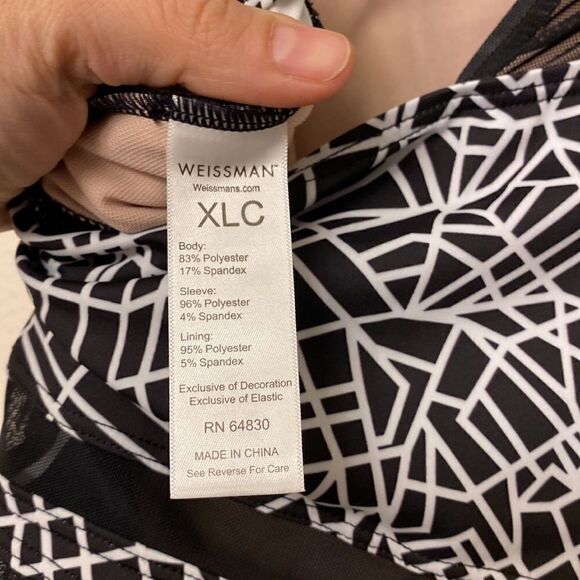 WEISSMAN™
Weissmans.com
XLC
Body:
83% Polyester
17% Spandex
Sleeve:
96% Polyester
4% Spandex
Lining:
95% Polyester
5% Spandex
Exclusive of Decoration
Exclusive of Elastic
RN 64830
MADE IN CHINA
See Reverse For Care